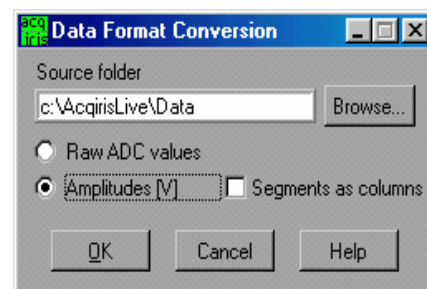 acq iris Data Format Conversion
Source folder
c:\AcqirisLive\Data Browse...
Raw ADC values
Amplitudes [V] Segments as columns
OK Cancel Help